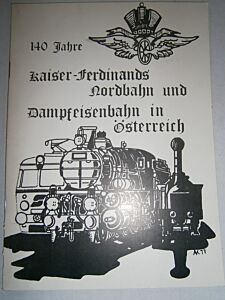 140 Jahre
Kaiser-Ferdinands
Nordbahn und
Dampfeisenbahn in
Österreich